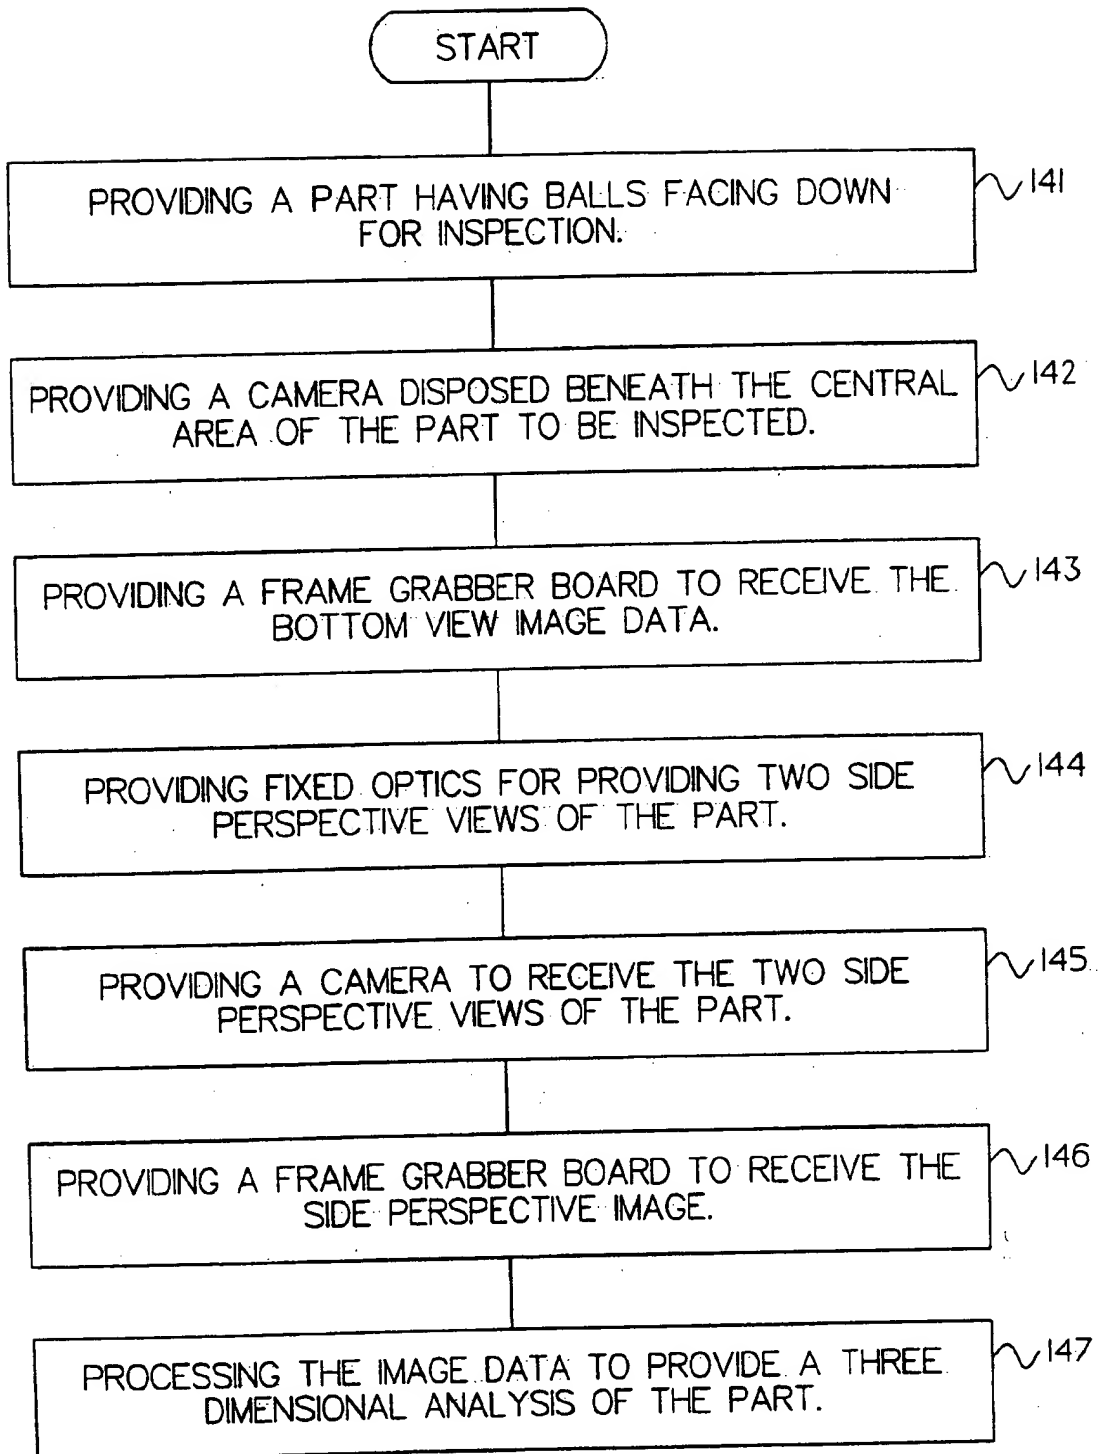 START
PROVIDING A PART HAVING BALLS FACING DOWN
FOR INSPECTION.
141
PROVIDING A CAMERA DISPOSED BENEATH THE CENTRAL
AREA OF THE PART TO BE INSPECTED.
142
PROVIDING A FRAME GRABBER BOARD TO RECEIVE THE
BOTTOM VIEW IMAGE DATA.
143
PROVIDING FIXED OPTICS FOR PROVIDING TWO SIDE
PERSPECTIVE VIEWS OF THE PART.
144
PROVIDING A CAMERA TO RECEIVE THE TWO SIDE
PERSPECTIVE VIEWS OF THE PART.
145
PROVIDING A FRAME GRABBER BOARD TO RECEIVE THE
SIDE PERSPECTIVE IMAGE.
146
PROCESSING THE IMAGE DATA TO PROVIDE A THREE
DIMENSIONAL ANALYSIS OF THE PART.
147